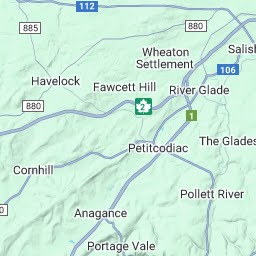 112
885
880
Wheaton
Settlement
Salisb
106
Havelock
Fawcett Hill
River Glade
2
880
1
Petitcodiac
The Glades
Cornhill
Pollett River
Anagance
Portage Vale